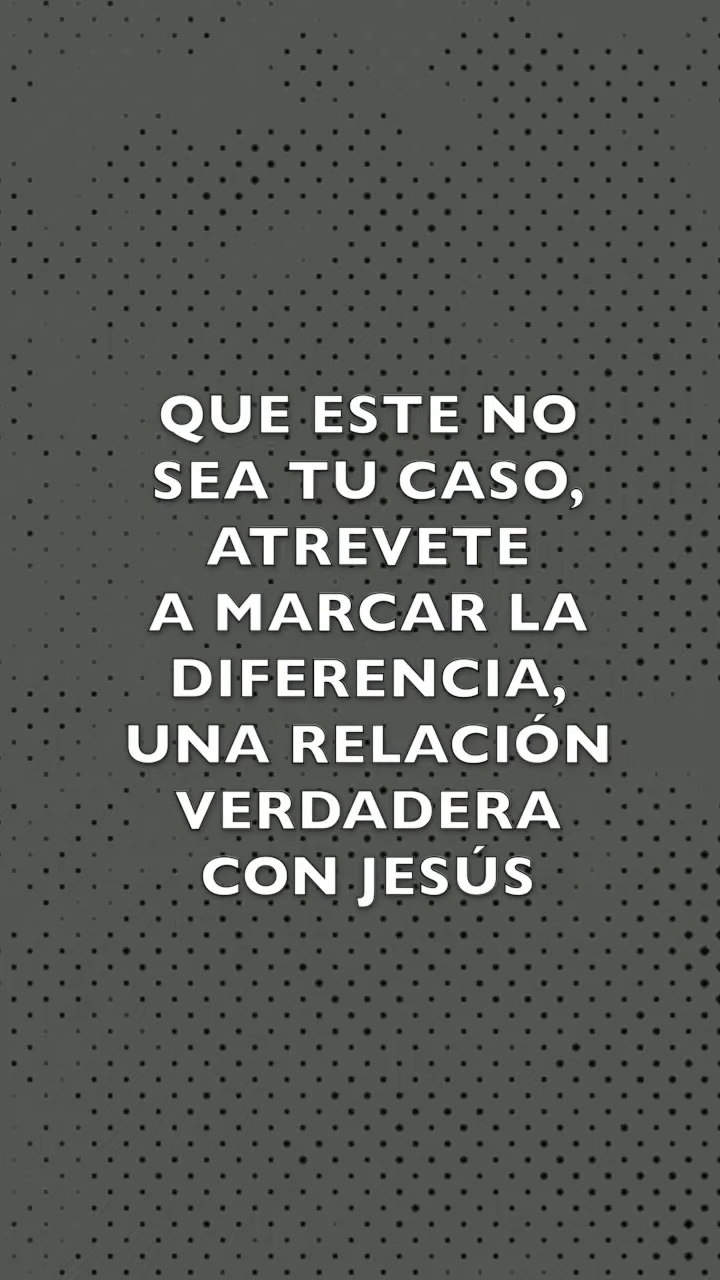 QUE ESTE NO
SEA TU CASO,
ATREVETE
A MARCAR LA
DIFERENCIA,
UNA RELACIÓN
VERDADERA
CON JESÚS